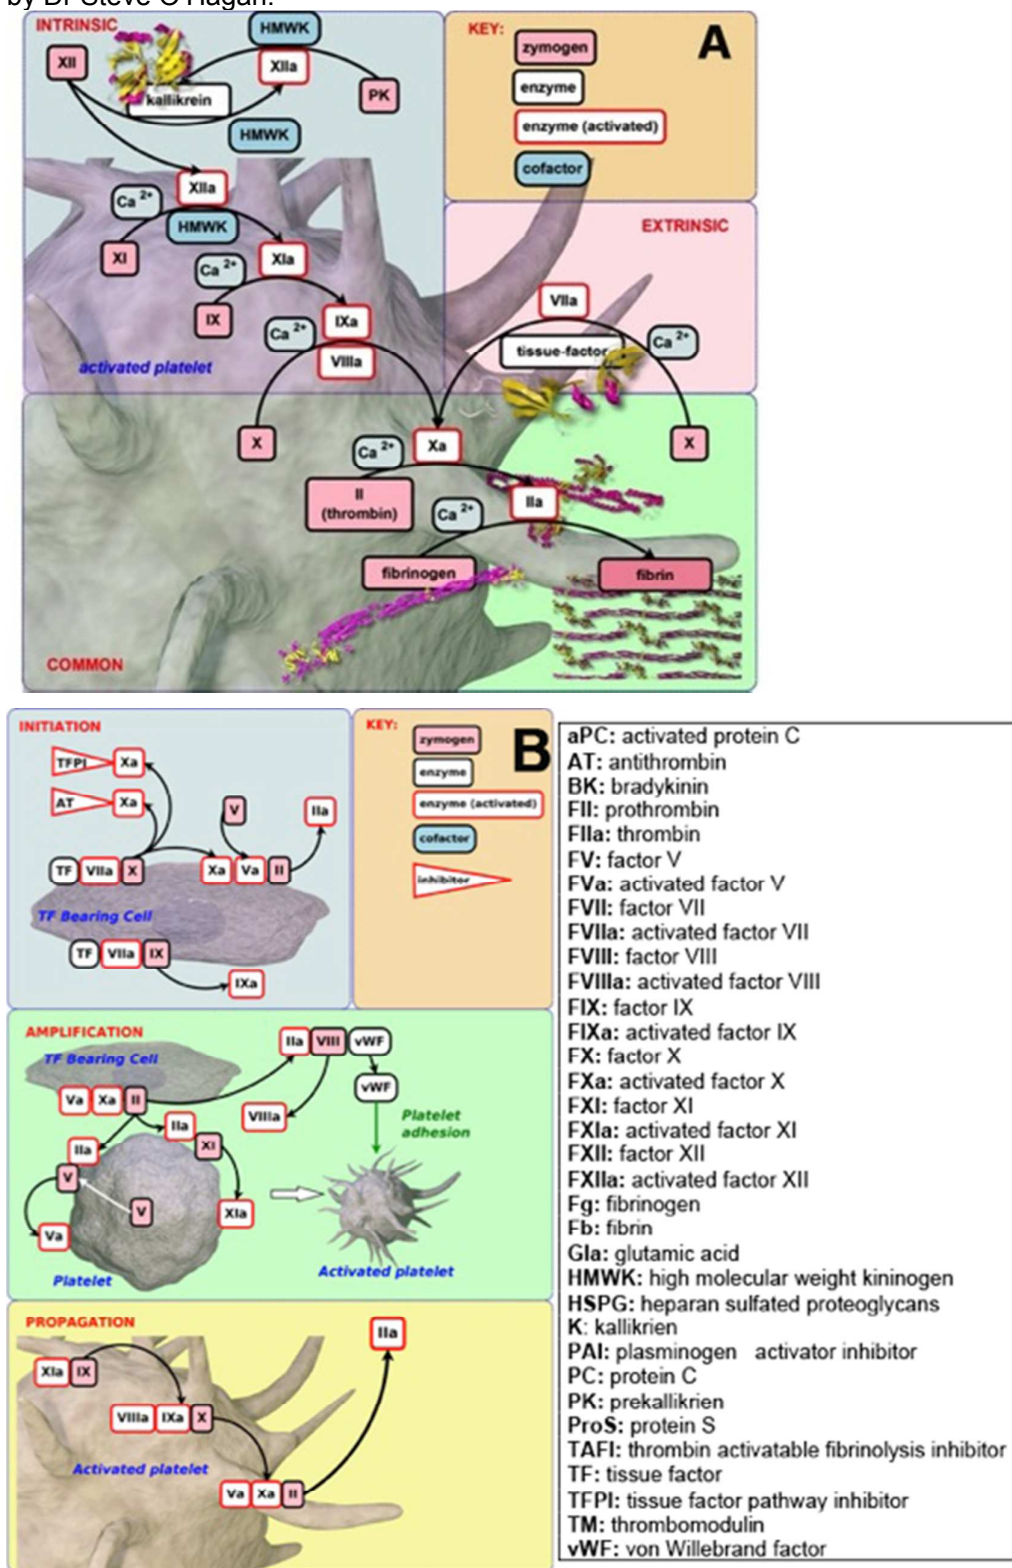 by Dr Steve O'Hagan.
INTRINSIC
XII
HMWK
XIIa
kallikrein
PK
HMWK
XIIa
Ca 2+
HMWK
XI
Ca 2+
XIa
IX
Ca 2+
IXa
VIIIa
activated platelet
KEY:
A
zymogen
enzyme
enzyme (activated)
cofactor
EXTRINSIC
VIIa
tissue-factor
Ca 2+
X
Xa
X
Ca 2+
II
(thrombin)
Ca 2+
IIa
fibrinogen
fibrin
COMMON
INITIATION
TFPI
Xa
AT
Xa
V
IIa
TF
VIIa
X
Xa
Va
II
TF Bearing Cell
TF
VIIa
IX
IXa
KEY:
B
zymogen
enzyme
enzyme (activated)
cofactor
inhibitor
AMPLIFICATION
TF Bearing Cell
IIa
VIII
vWF
vWF
Va
Xa
II
VIIIa
Platelet
adhesion
IIa
IIa
XI
V
V
XIa
Va
Platelet
Activated platelet
PROPAGATION
IIa
XIa
IX
VIIIa
IXa
X
Activated platelet
Va
Xa
II
aPC: activated protein C
AT: antithrombin
BK: bradykinin
FII: prothrombin
FIIa: thrombin
FV: factor V
FVa: activated factor V
FVII: factor VII
FVIIa: activated factor VII
FVIII: factor VIII
FVIIIa: activated factor VIII
FIX: factor IX
FIXa: activated factor IX
FX: factor X
FXa: activated factor X
FXI: factor XI
FXIa: activated factor XI
FXII: factor XII
FXIIa: activated factor XII
Fg: fibrinogen
Fb: fibrin
Gla: glutamic acid
HMWK: high molecular weight kininogen
HSPG: heparan sulfated proteoglycans
K: kallikrien
PAI: plasminogen activator inhibitor
PC: protein C
PK: prekallikrien
ProS: protein S
TAFI: thrombin activatable fibrinolysis inhibitor
TF: tissue factor
TFPI: tissue factor pathway inhibitor
TM: thrombomodulin
vWF: von Willebrand factor